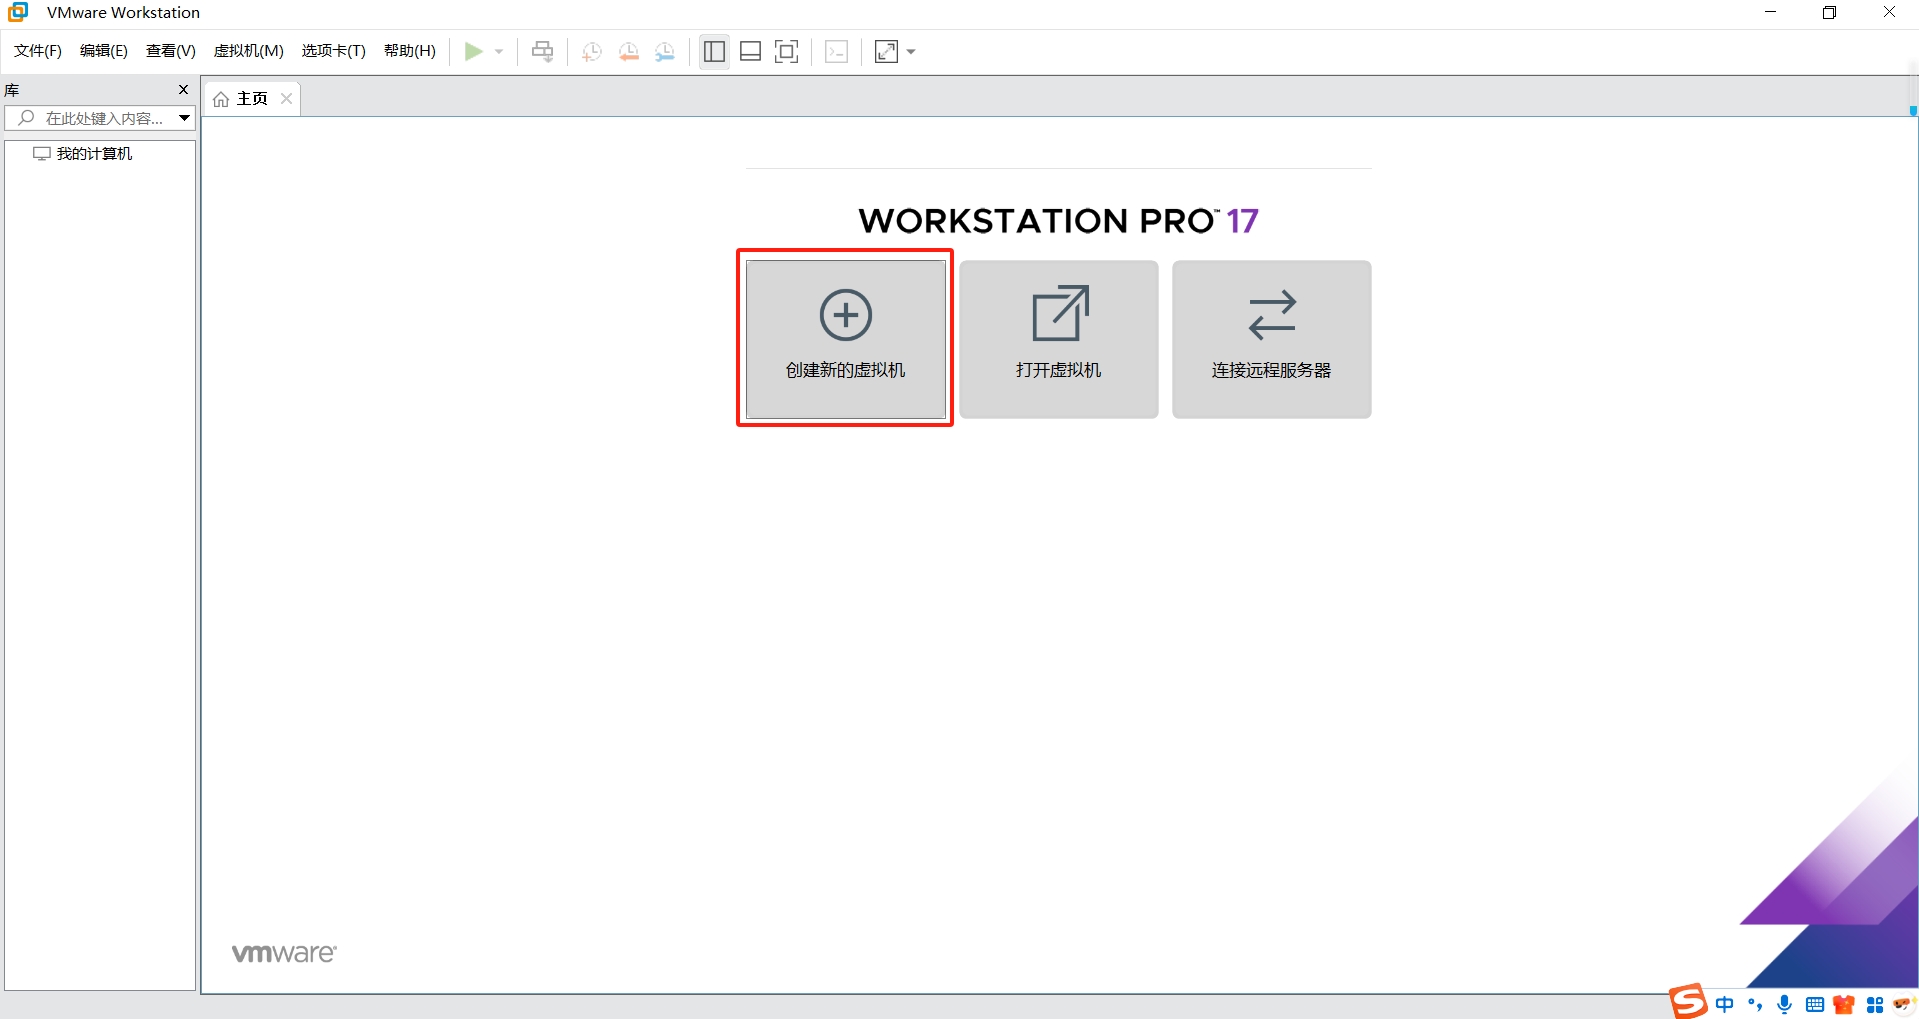 VMware Workstation
文件(F) 编辑(E) 查看(V) 虚拟机(M) 选项卡(T) 帮助(H)
库
主页
在此处键入内容...
我的计算机
WORKSTATION PRO™ 17
创建新的虚拟机 打开虚拟机 连接远程服务器
vmware®
S 中